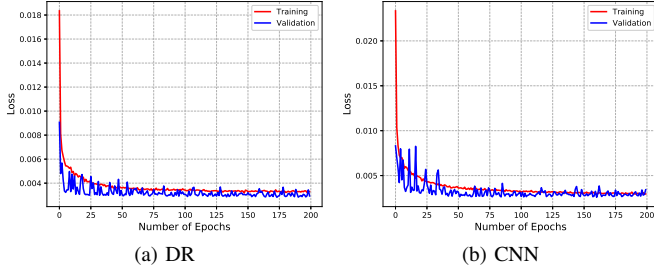 Training
Validation
0.018
0.016
0.014
0.012
0.010
0.008
0.006
0.004
Loss
0 25 50 75 100 125 150 175 200
Number of Epochs
(a) DR
Training
Validation
0.020
0.015
0.010
0.005
Loss
0 25 50 75 100 125 150 175 200
Number of Epochs
(b) CNN